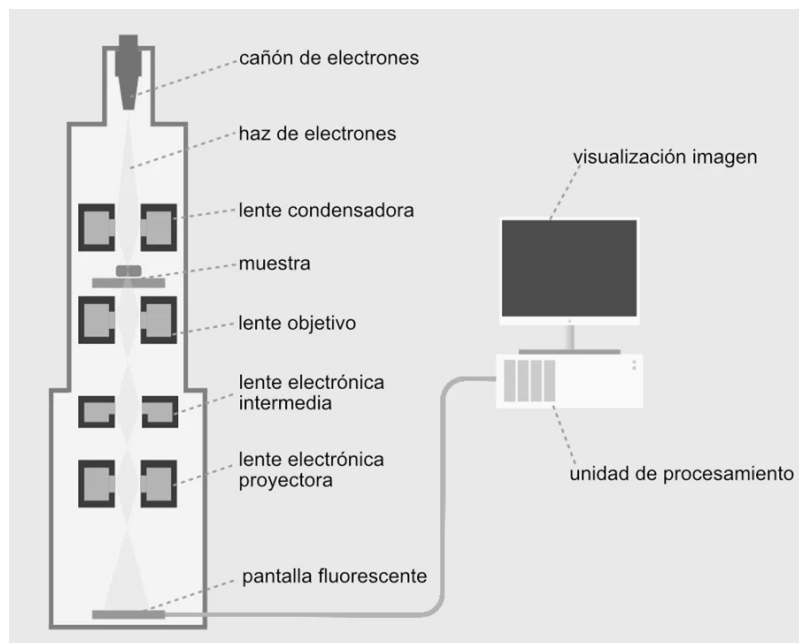 cañón de electrones
haz de electrones
visualización imagen
lente condensadora
muestra
lente objetivo
lente electrónica
intermedia
lente electrónica
proyectora
unidad de procesamiento
pantalla fluorescente